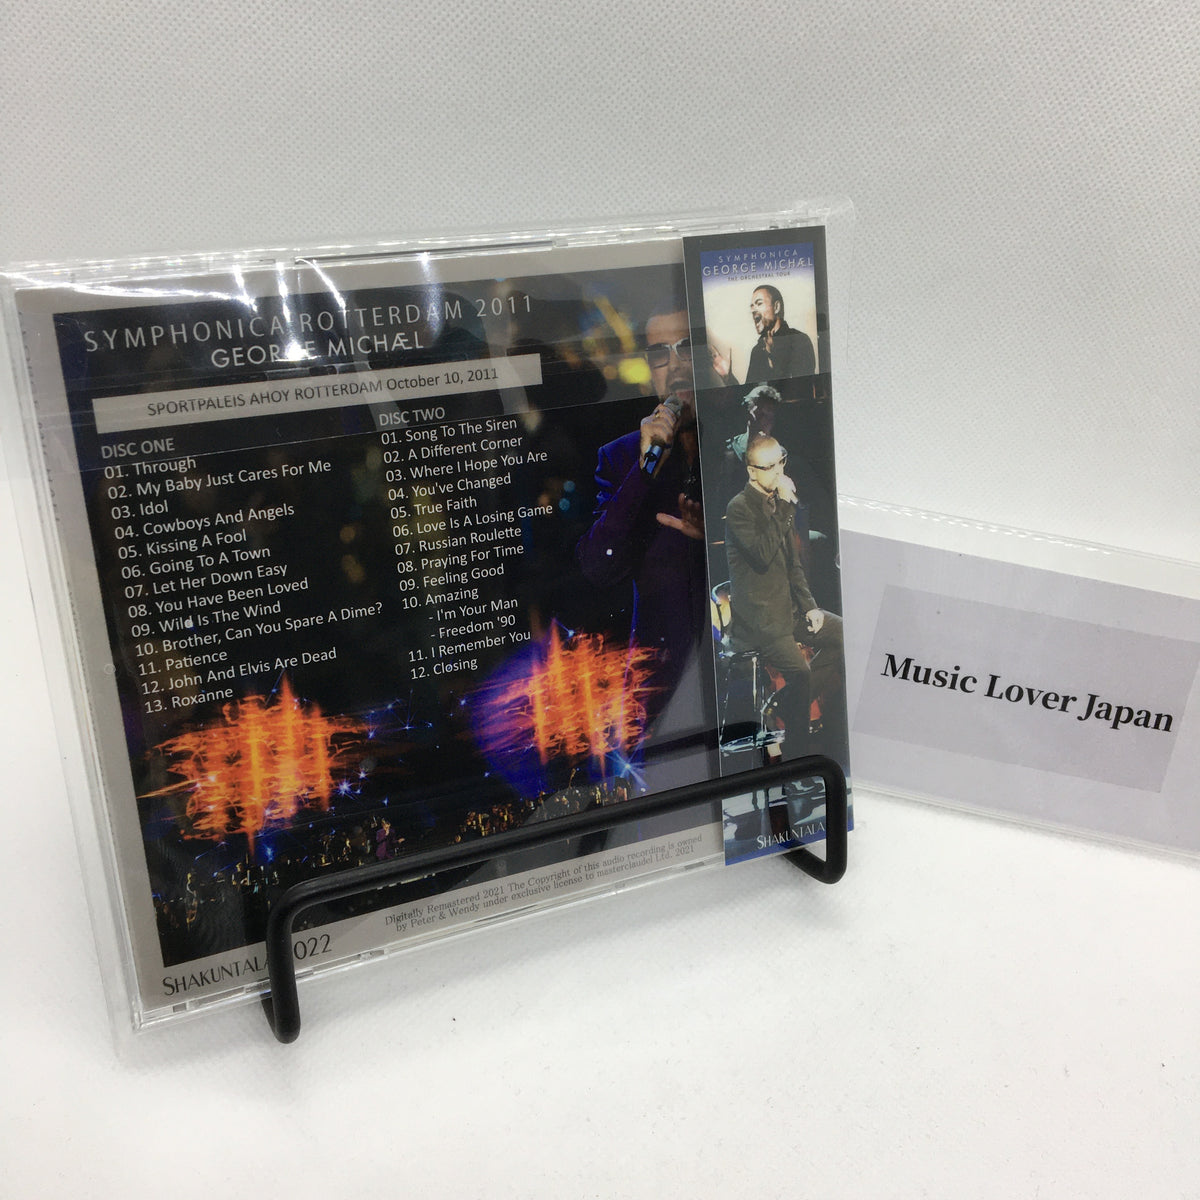 SYMPHONICA ROTTERDAM 2011
GEORGE MICHÆL
SPORTPALEIS AHOY ROTTERDAM October 10, 2011
DISC ONE
01. Through
02. My Baby Just Cares For Me
03. Idol
04. Cowboys And Angels
05. Kissing A Fool
06. Going To A Town
07. Let Her Down Easy
08. You Have Been Loved
09. Wild Is The Wind
10. Brother, Can You Spare A Dime?
11. Patience
12. John And Elvis Are Dead
13. Roxanne
DISC TWO
01. Song To The Siren
02. A Different Corner
03. Where I Hope You Are
04. You've Changed
05. True Faith
06. Love Is A Losing Game
07. Russian Roulette
08. Praying For Time
09. Feeling Good
10. Amazing
- I'm Your Man
- Freedom '90
11. I Remember You
12. Closing
Digitally Remastered 2021 The Copyright of this audio recording is owned
by Peter & Wendy under exclusive license to masterclaudel Ltd. 2021
SHAKUNTALA 022
SYMPHONICA
GEORGE MICHÆL
THE ORCHESTRAL TOUR
SHAKUNTALA
Music Lover Japan